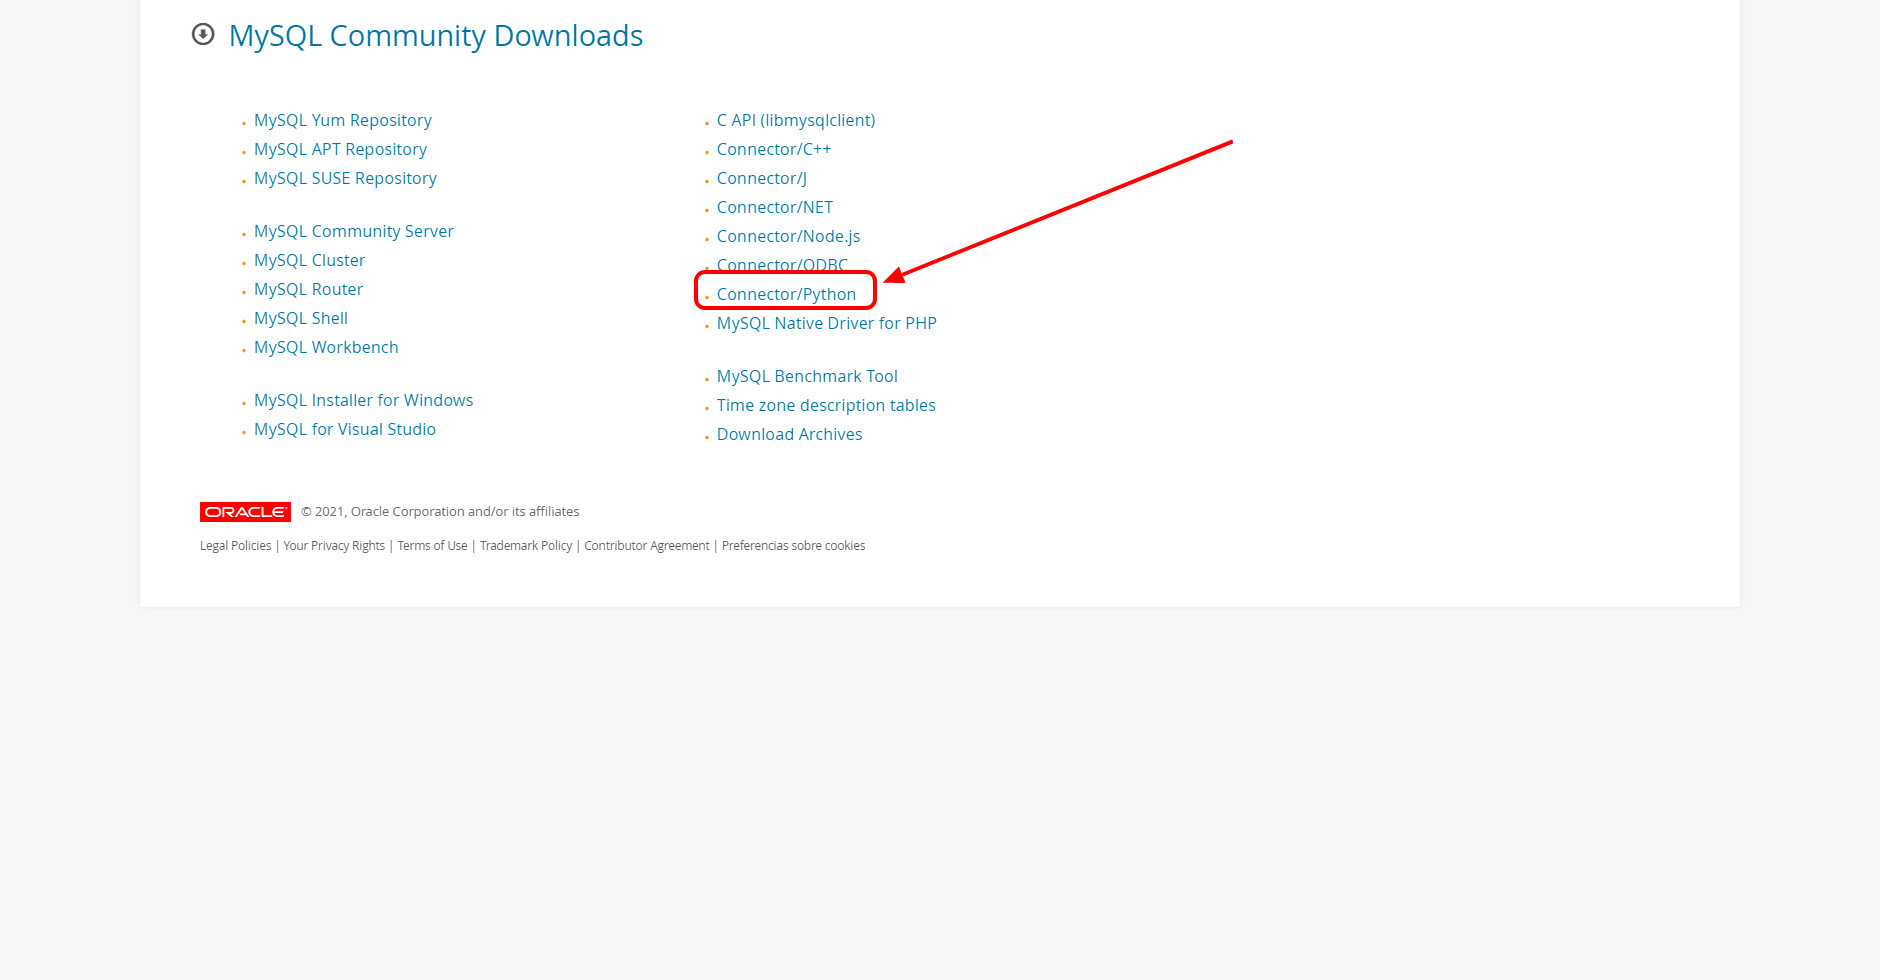 MySQL Community Downloads
MySQL Yum Repository
MySQL APT Repository
MySQL SUSE Repository
MySQL Community Server
MySQL Cluster
MySQL Router
MySQL Shell
MySQL Workbench
MySQL Installer for Windows
MySQL for Visual Studio
C API (libmysqlclient)
Connector/C++
Connector/J
Connector/NET
Connector/Node.js
Connector/ODBC
Connector/Python
MySQL Native Driver for PHP
MySQL Benchmark Tool
Time zone description tables
Download Archives
ORACLE © 2021, Oracle Corporation and/or its affiliates
Legal Policies | Your Privacy Rights | Terms of Use | Trademark Policy | Contributor Agreement | Preferencias sobre cookies